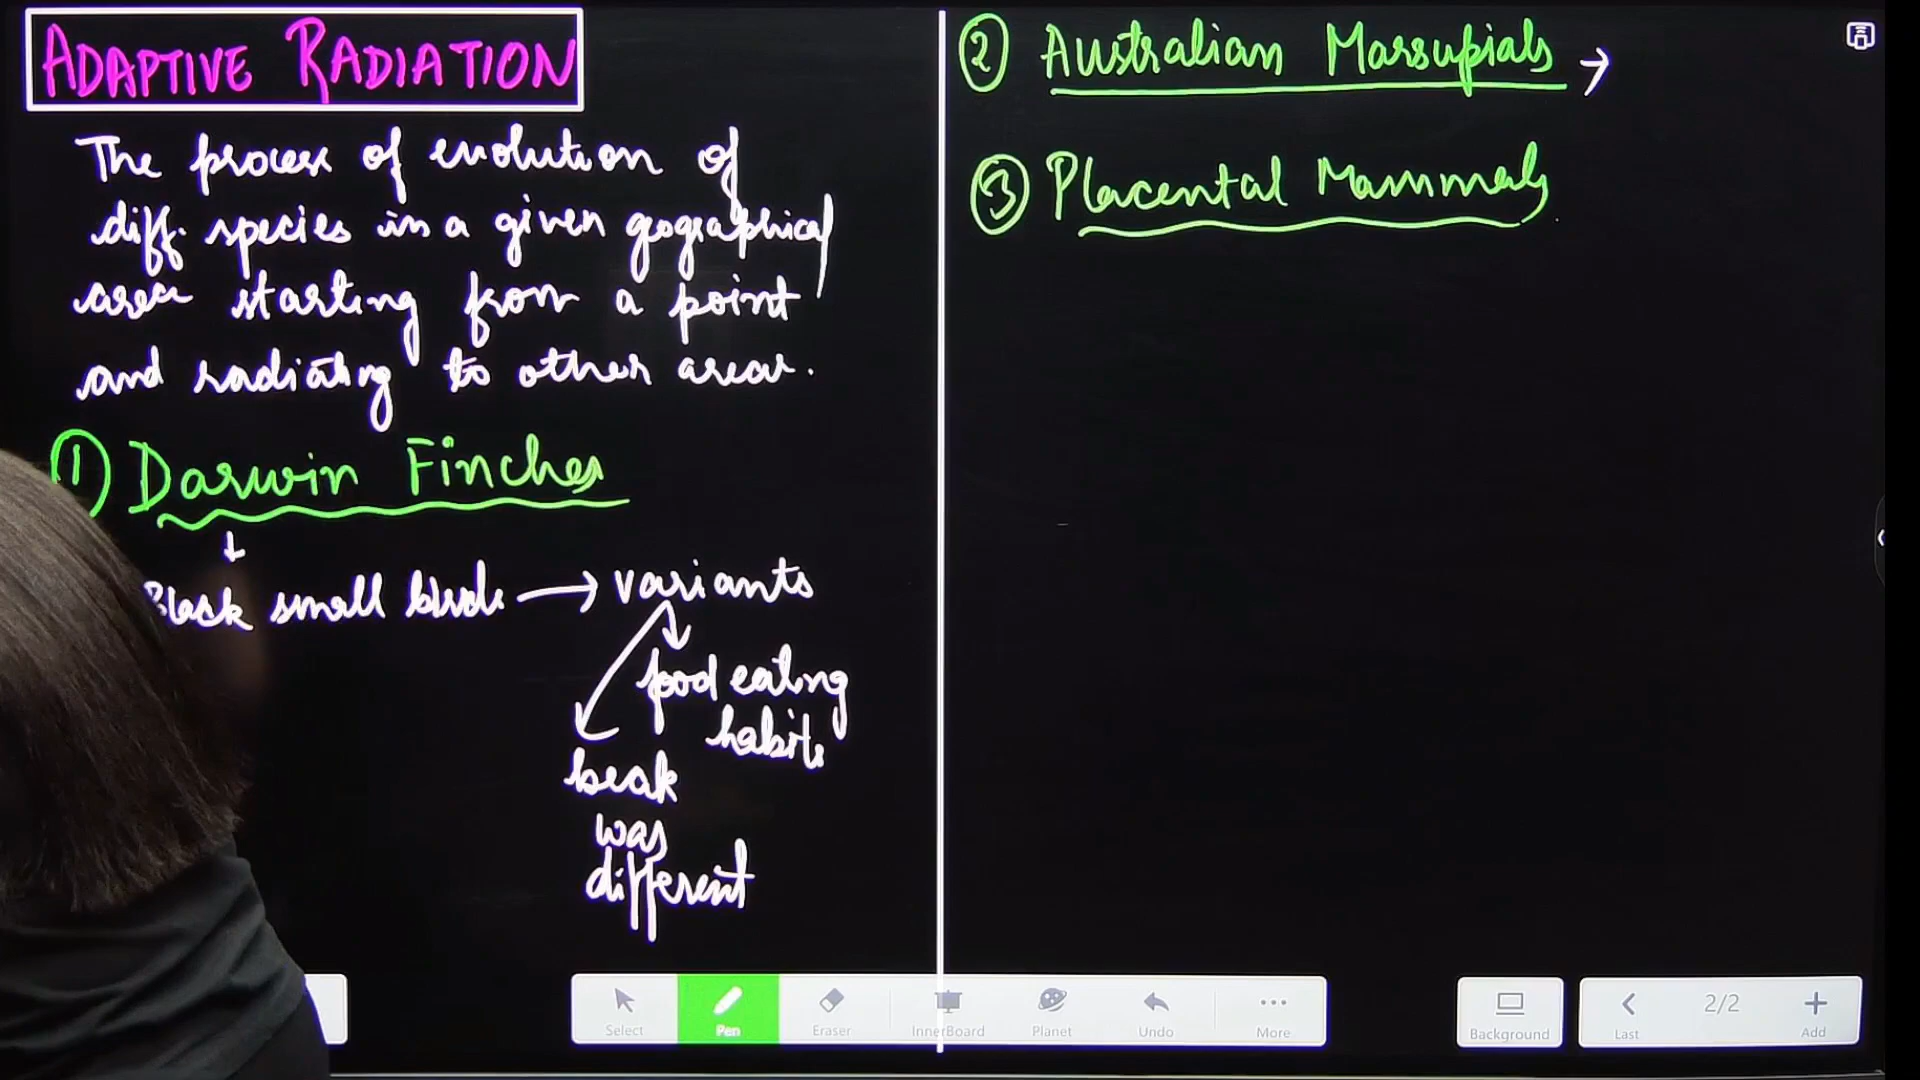 ADAPTIVE RADIATION
The process of evolution of
diff. species in a given geographical
area starting from a point
and radiating to other areas.
① Darwin Finches
↓
Black small birds → variants
food eating
habits
beak
was
different
② Australian Marsupials →
③ Placental Mammals
Select Pen Eraser InnerBoard Planet Undo More
Background Last 2/2 Add